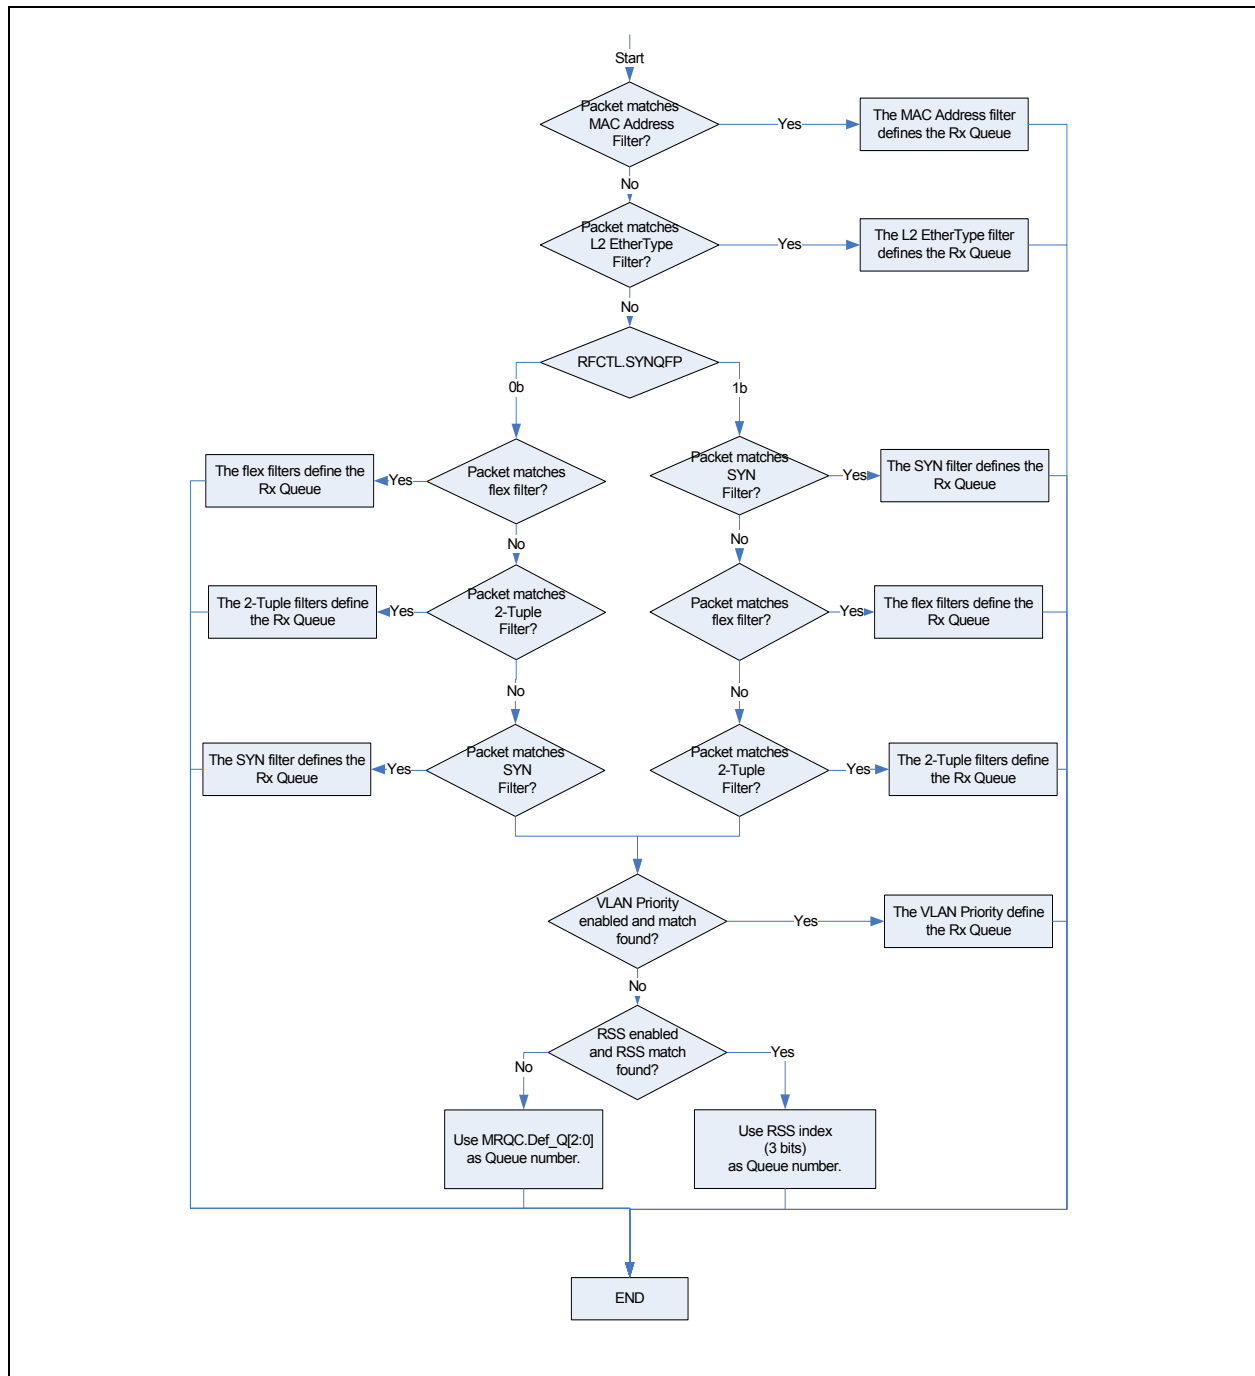 Start
Packet matches
MAC Address
Filter?
Yes
The MAC Address filter
defines the Rx Queue
No
Packet matches
L2 EtherType
Filter?
Yes
The L2 EtherType filter
defines the Rx Queue
No
RFCTL.SYNQFP
0b
1b
The flex filters define the
Rx Queue
Yes
Packet matches
flex filter?
Packet matches
SYN
Filter?
Yes
The SYN filter defines the
Rx Queue
No
No
The 2-Tuple filters define
the Rx Queue
Yes
Packet matches
2-Tuple
Filter?
Packet matches
flex filter?
Yes
The flex filters define the
Rx Queue
No
No
The SYN filter defines the
Rx Queue
Yes
Packet matches
SYN
Filter?
Packet matches
2-Tuple
Filter?
Yes
The 2-Tuple filters define
the Rx Queue
VLAN Priority
enabled and match
found?
Yes
The VLAN Priority define
the Rx Queue
No
RSS enabled
and RSS match
found?
No
Yes
Use MRQC.Def_Q[2:0]
as Queue number.
Use RSS index
(3 bits)
as Queue number.
END